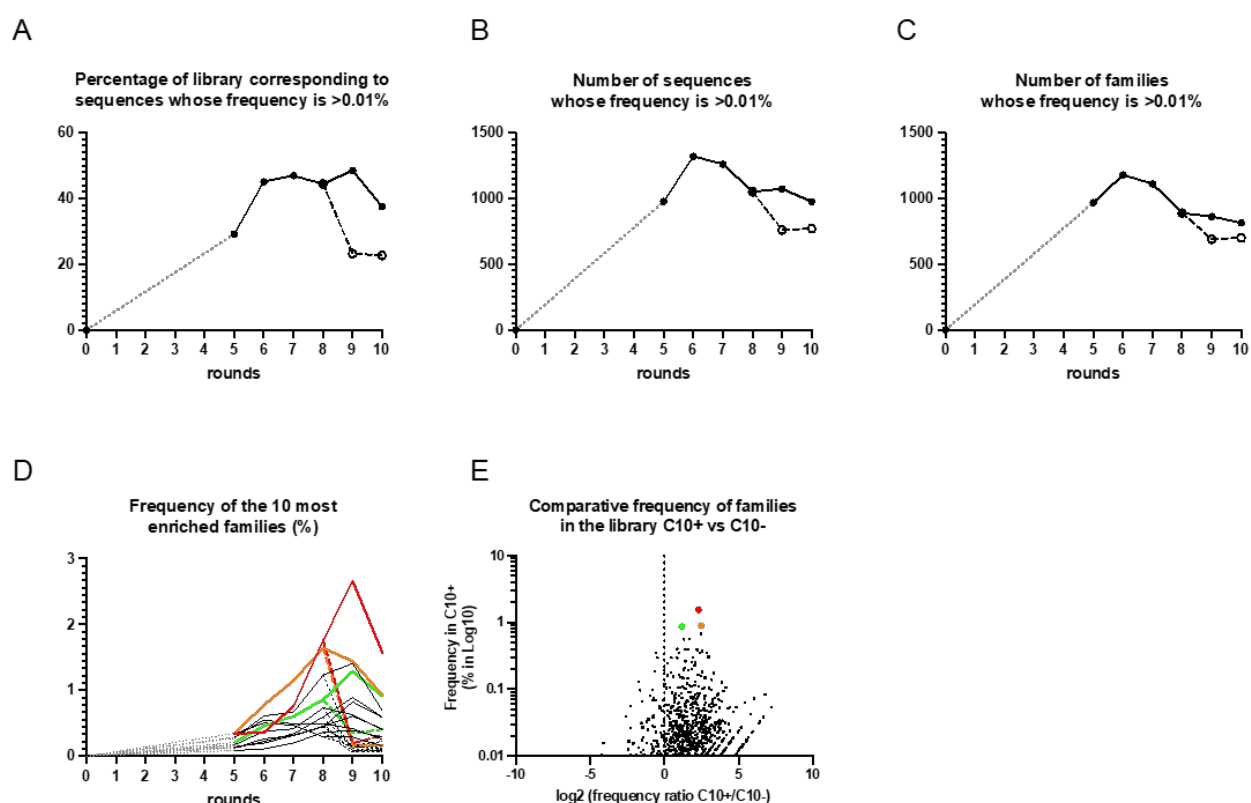 A
B
C
Percentage of library corresponding to
sequences whose frequency is >0.01%
Number of sequences
whose frequency is >0.01%
Number of families
whose frequency is >0.01%
60
40
20
0
0 1 2 3 4 5 6 7 8 9 10
rounds
1500
1000
500
0
0 1 2 3 4 5 6 7 8 9 10
rounds
1500
1000
500
0
0 1 2 3 4 5 6 7 8 9 10
rounds
D
E
Frequency of the 10 most
enriched families (%)
Comparative frequency of families
in the library C10+ vs C10-
3
2
1
0
0 1 2 3 4 5 6 7 8 9 10
rounds
Frequency in C10+
(% in Log10)
10
1
0.1
0.01
-10 -5 0 5 10
log2 (frequency ratio C10+/C10-)